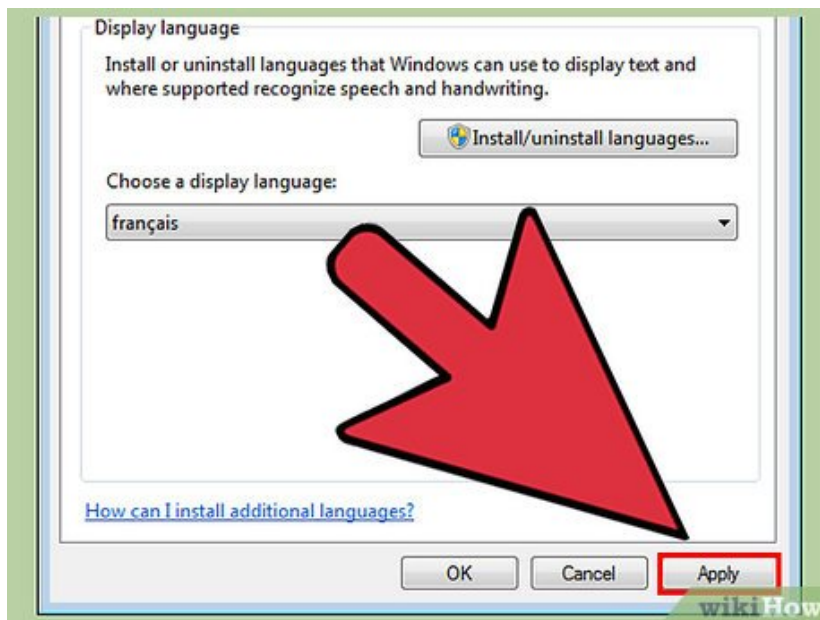 Display language
Install or uninstall languages that Windows can use to display text and
where supported recognize speech and handwriting.
Install/uninstall languages...
Choose a display language:
français
How can I install additional languages?
OK Cancel Apply
wikiHow